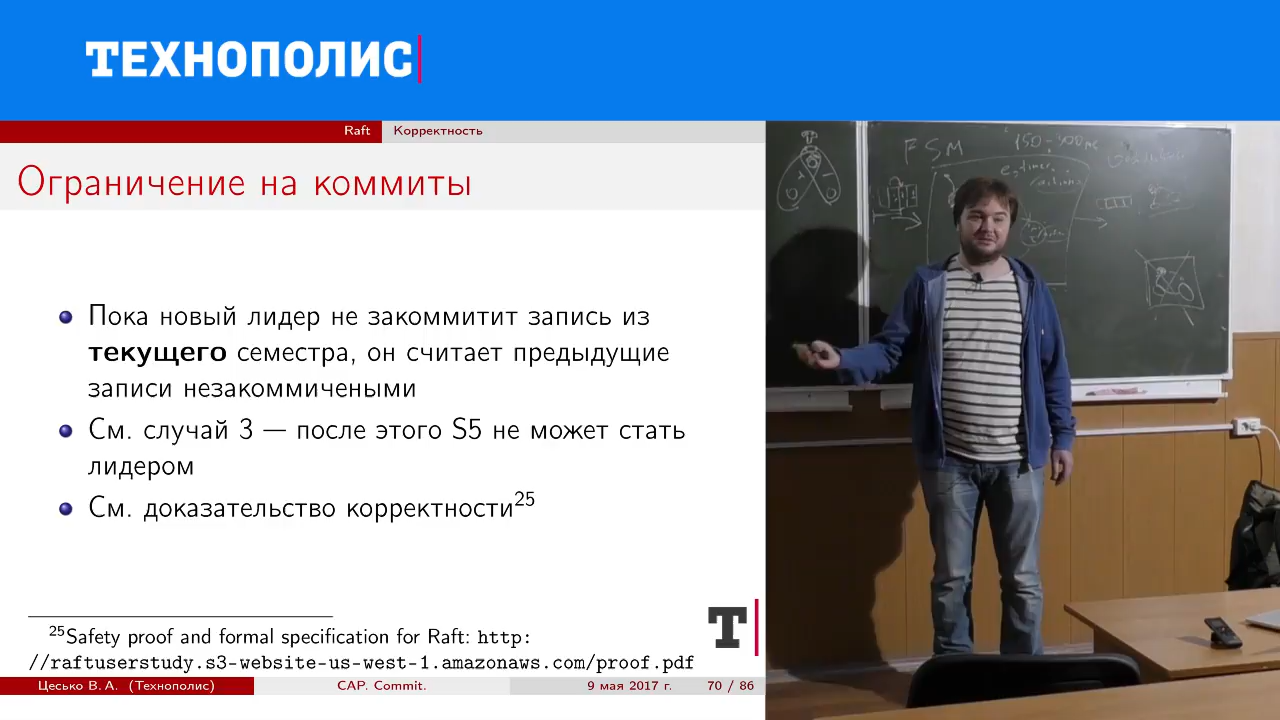 ТЕХНОПОЛИС
Raft Корректность
Ограничение на коммиты
Пока новый лидер не закоммитит запись из
текущего семестра, он считает предыдущие
записи незакоммичеными
См. случай 3 — после этого S5 не может стать
лидером
См. доказательство корректности25
25Safety proof and formal specification for Raft: http:
//raftuserstudy.s3-website-us-west-1.amazonaws.com/proof.pdf
Т
Цесько В. А. (Технополис) CAP. Commit. 9 мая 2017 г. 70 / 86
FSM